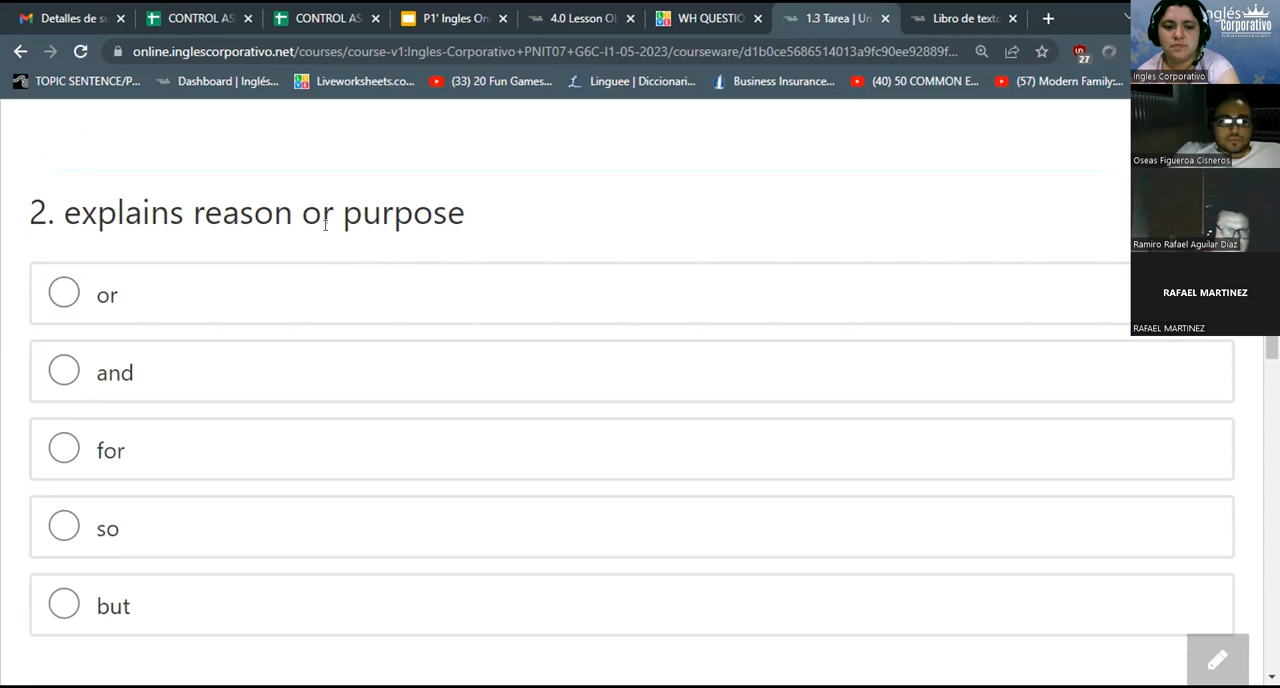 Detalles de su
CONTROL AS
CONTROL AS
P1' Ingles Onl
4.0 Lesson Ob
WH QUESTIO
1.3 Tarea | Un
Libro de texto
online.inglescorporativo.net/courses/course-v1:Ingles-Corporativo+PNIT07+G6C-I1-05-2023/courseware/d1b0ce5686514013a9fc90ee92889f...
27
TOPIC SENTENCE/P...
Dashboard | Inglés...
Liveworksheets.co...
(33) 20 Fun Games...
Linguee | Diccionari...
Business Insurance...
(40) 50 COMMON E...
(57) Modern Family:...
Inglés
Corporativo
Ingles Corporativo
Oseas Figueroa Cisneros
Ramiro Rafael Aguilar Díaz
RAFAEL MARTINEZ
RAFAEL MARTINEZ
2. explains reason or purpose
or
and
for
so
but